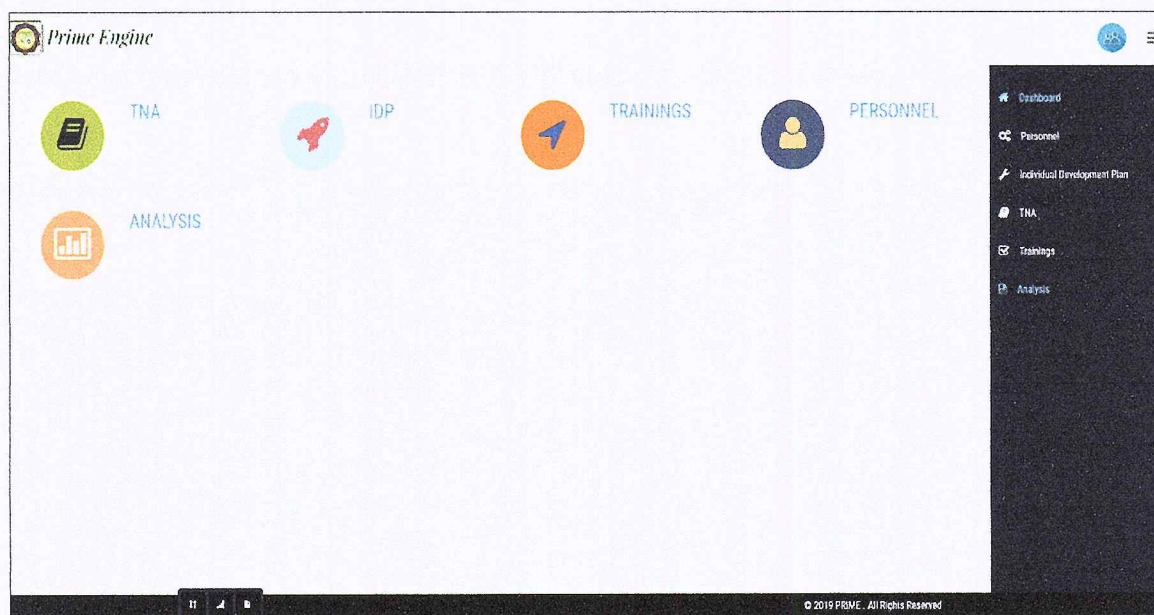 Prime Engine
TNA
IDP
TRAININGS
PERSONNEL
ANALYSIS
Dashboard
Personnel
Individual Development Plan
TNA
Trainings
Analysis
© 2019 PRIME . All Rights Reserved